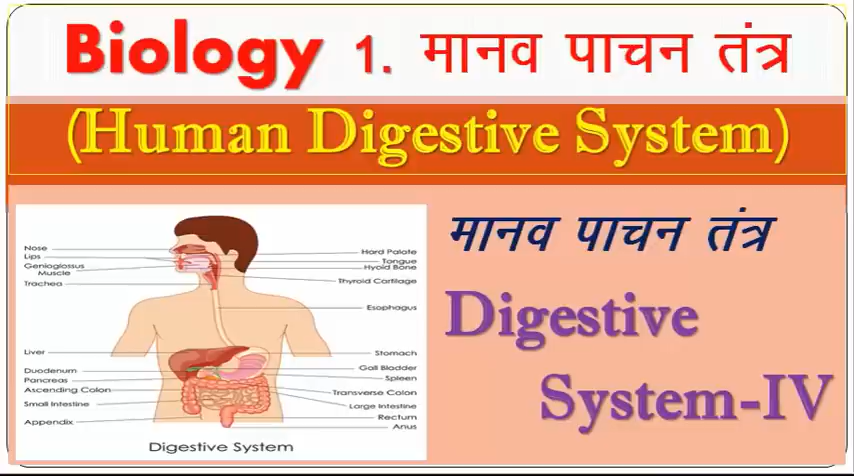 Biology 1. मानव पाचन तंत्र
(Human Digestive System)
मानव पाचन तंत्र
Digestive
System-IV
Nose
Lips
Genioglossus
Muscle
Trachea
Liver
Duodenum
Pancreas
Ascending Colon
Small Intestine
Appendix
Hard Palate
Tongue
Hyoid Bone
Thyroid Cartilage
Esophagus
Stomach
Gall Bladder
Spleen
Transverse Colon
Large Intestine
Rectum
Anus
Digestive System